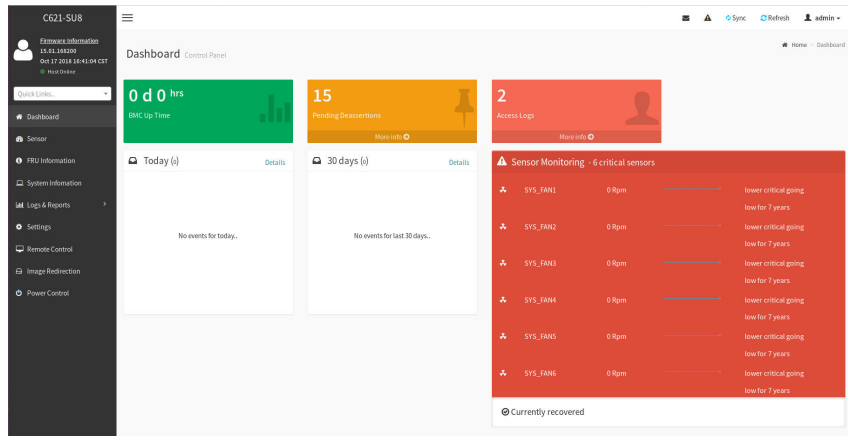 C621-SU8
Firmware Information
15.01.168200
Oct 17 2018 16:41:04 CST
Host Online
Quick Links..
Dashboard
Sensor
FRU Information
System Infomation
Logs & Reports
Settings
Remote Control
Image Redirection
Power Control
Sync
Refresh
admin
Dashboard Control Panel
Home > Dashboard
0 d 0 hrs
BMC Up Time
15
Pending Deassertions
More info
2
Access Logs
More info
Today (0) Details
No events for today..
30 days (0) Details
No events for last 30 days..
Sensor Monitoring - 6 critical sensors
SYS_FAN1 0 Rpm lower critical going
low for 7 years
SYS_FAN2 0 Rpm lower critical going
low for 7 years
SYS_FAN3 0 Rpm lower critical going
low for 7 years
SYS_FAN4 0 Rpm lower critical going
low for 7 years
SYS_FAN5 0 Rpm lower critical going
low for 7 years
SYS_FAN6 0 Rpm lower critical going
low for 7 years
Currently recovered